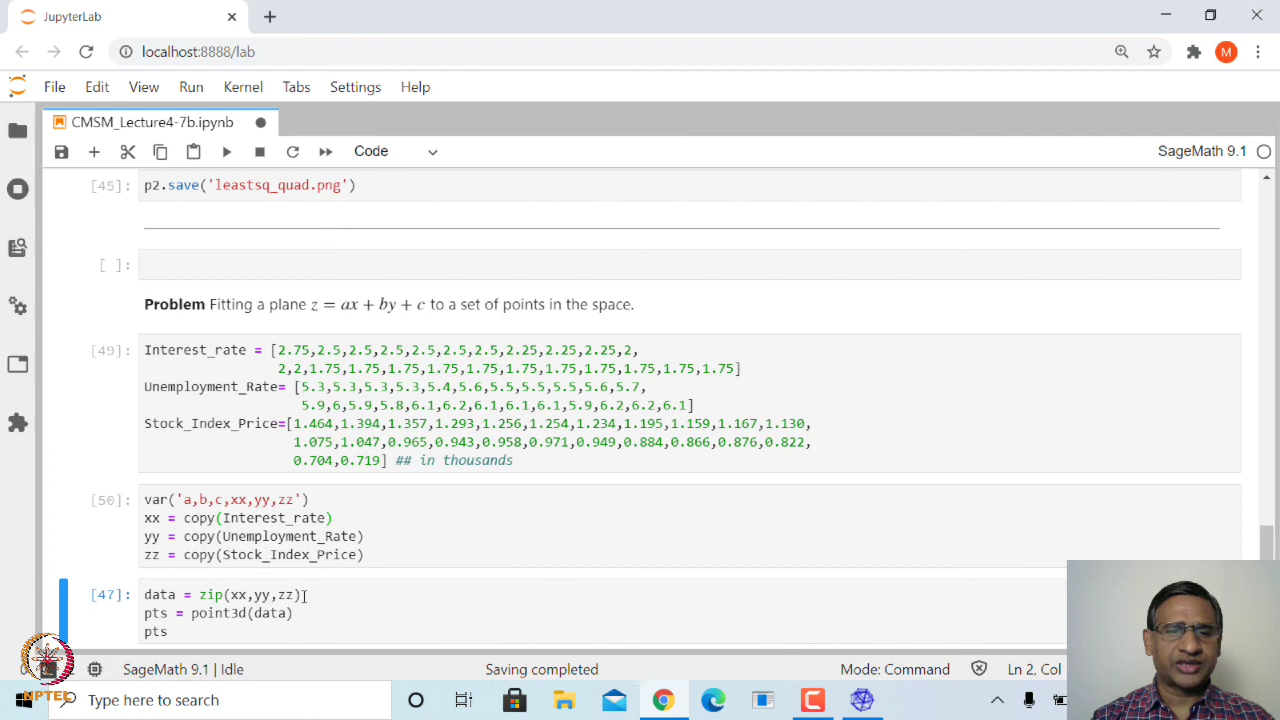 JupyterLab
localhost:8888/lab
M
File Edit View Run Kernel Tabs Settings Help
CMSM_Lecture4-7b.ipynb
Code
SageMath 9.1
[45]: p2.save('leastsq_quad.png')
[ ]:
Problem Fitting a plane z = ax + by + c to a set of points in the space.
[49]: Interest_rate = [2.75,2.5,2.5,2.5,2.5,2.5,2.5,2.25,2.25,2.25,2,
2,2,1.75,1.75,1.75,1.75,1.75,1.75,1.75,1.75,1.75,1.75,1.75]
Unemployment_Rate= [5.3,5.3,5.3,5.3,5.4,5.6,5.5,5.5,5.5,5.6,5.7,
5.9,6,5.9,5.8,6.1,6.2,6.1,6.1,6.1,5.9,6.2,6.2,6.1]
Stock_Index_Price=[1.464,1.394,1.357,1.293,1.256,1.254,1.234,1.195,1.159,1.167,1.130,
1.075,1.047,0.965,0.943,0.958,0.971,0.949,0.884,0.866,0.876,0.822,
0.704,0.719] ## in thousands
[50]: var('a,b,c,xx,yy,zz')
xx = copy(Interest_rate)
yy = copy(Unemployment_Rate)
zz = copy(Stock_Index_Price)
[47]: data = zip(xx,yy,zz)
pts = point3d(data)
pts
SageMath 9.1 | Idle
Saving completed
Mode: Command
Ln 2, Col
NPTEL
Type here to search